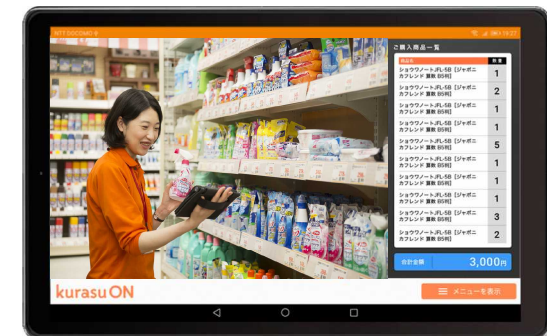 NTT DOCOMO
19:27
ご購入商品一覧
商品名 数量
ショウワノートJFL-5B [ジャポニ
カフレンド 算数 B5判] 1
ショウワノートJFL-5B [ジャポニ
カフレンド 算数 B5判] 2
ショウワノートJFL-5B [ジャポニ
カフレンド 算数 B5判] 1
ショウワノートJFL-5B [ジャポニ
カフレンド 算数 B5判] 1
ショウワノートJFL-5B [ジャポニ
カフレンド 算数 B5判] 5
ショウワノートJFL-5B [ジャポニ
カフレンド 算数 B5判] 1
ショウワノートJFL-5B [ジャポニ
カフレンド 算数 B5判] 1
ショウワノートJFL-5B [ジャポニ
カフレンド 算数 B5判] 1
ショウワノートJFL-5B [ジャポニ
カフレンド 算数 B5判] 3
ショウワノートJFL-5B [ジャポニ
カフレンド 算数 B5判] 2
合計金額 3,000円
kurasuON
メニューを表示